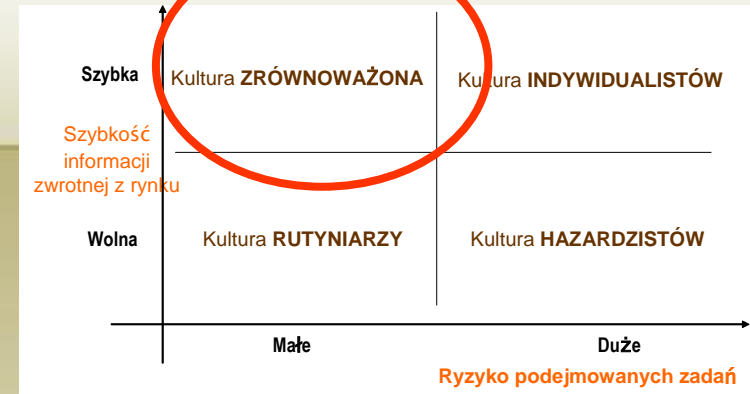 Szybka
Kultura ZRÓWNOWAŻONA
Kultura INDYWIDUALISTÓW
Szybkość
informacji
zwrotnej z rynku
Wolna
Kultura RUTYNIARZY
Kultura HAZARDZISTÓW
Małe
Duże
Ryzyko podejmowanych zadań